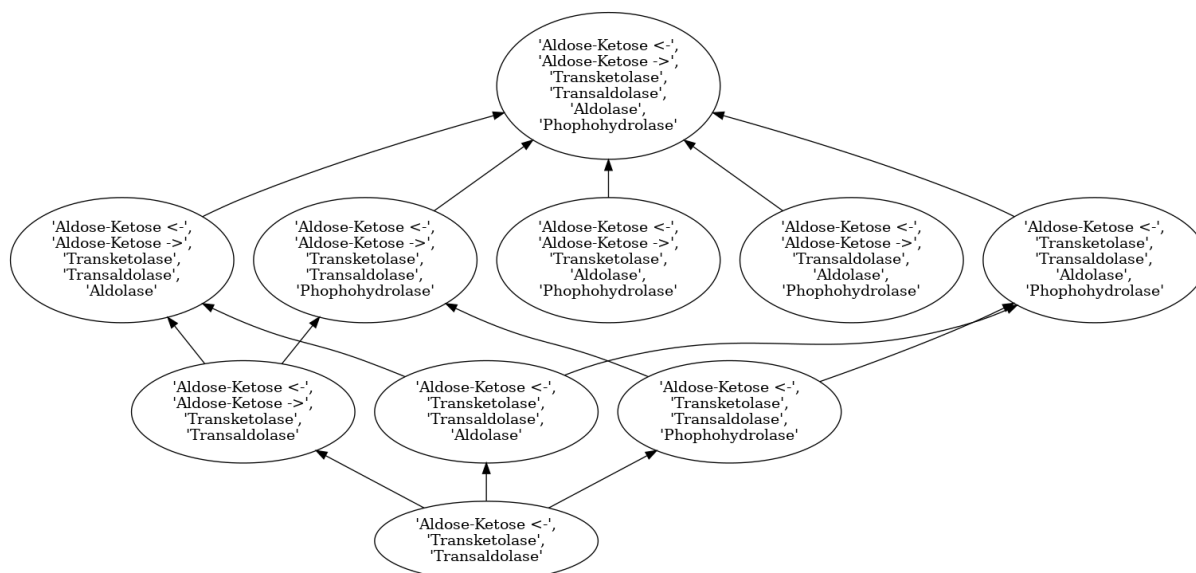 'Aldose-Ketose <-',
'Aldose-Ketose ->',
'Transketolase',
'Transaldolase',
'Aldolase',
'Phophohydrolase'
'Aldose-Ketose <-',
'Aldose-Ketose ->',
'Transketolase',
'Transaldolase',
'Aldolase'
'Aldose-Ketose <-',
'Aldose-Ketose ->',
'Transketolase',
'Transaldolase',
'Phophohydrolase'
'Aldose-Ketose <-',
'Aldose-Ketose ->',
'Transketolase',
'Aldolase',
'Phophohydrolase'
'Aldose-Ketose <-',
'Aldose-Ketose ->',
'Transaldolase',
'Aldolase',
'Phophohydrolase'
'Aldose-Ketose <-',
'Transketolase',
'Transaldolase',
'Aldolase',
'Phophohydrolase'
'Aldose-Ketose <-',
'Aldose-Ketose ->',
'Transketolase',
'Transaldolase'
'Aldose-Ketose <-',
'Transketolase',
'Transaldolase',
'Aldolase'
'Aldose-Ketose <-',
'Transketolase',
'Transaldolase',
'Phophohydrolase'
'Aldose-Ketose <-',
'Transketolase',
'Transaldolase'